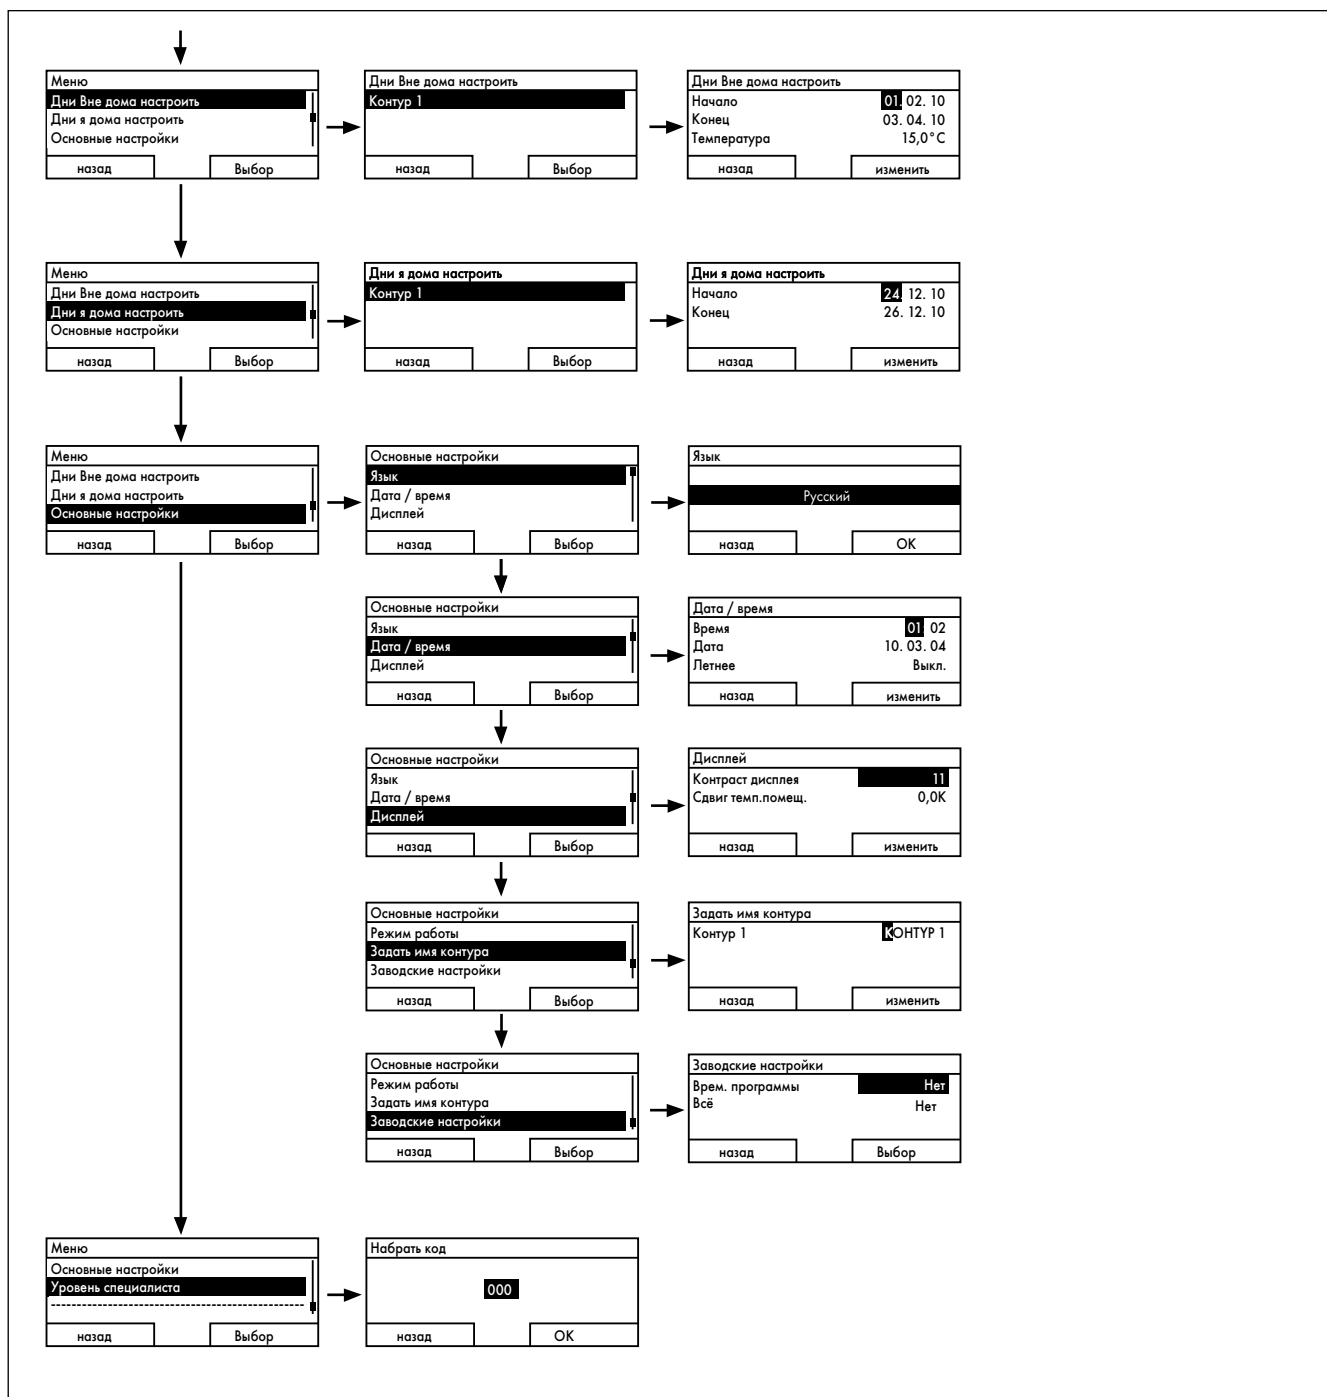 Меню
Дни Вне дома настроить
Дни я дома настроить
Основные настройки
назад
Выбор
Дни Вне дома настроить
Контур 1
назад
Выбор
Дни Вне дома настроить
Начало 01. 02. 10
Конец 03. 04. 10
Температура 15,0°C
назад
изменить
Меню
Дни Вне дома настроить
Дни я дома настроить
Основные настройки
назад
Выбор
Дни я дома настроить
Контур 1
назад
Выбор
Дни я дома настроить
Начало 24. 12. 10
Конец 26. 12. 10
назад
изменить
Меню
Дни Вне дома настроить
Дни я дома настроить
Основные настройки
назад
Выбор
Основные настройки
Язык
Дата / время
Дисплей
назад
Выбор
Язык
Русский
назад
OK
Основные настройки
Язык
Дата / время
Дисплей
назад
Выбор
Дата / время
Время 01 02
Дата 10. 03. 04
Летнее Выкл.
назад
изменить
Основные настройки
Язык
Дата / время
Дисплей
назад
Выбор
Дисплей
Контраст дисплея 11
Сдвиг темп.помещ. 0,0K
назад
изменить
Основные настройки
Режим работы
Задать имя контура
Заводские настройки
назад
Выбор
Задать имя контура
Контур 1 КОНТУР 1
назад
изменить
Основные настройки
Режим работы
Задать имя контура
Заводские настройки
назад
Выбор
Заводские настройки
Врем. программы Нет
Всё Нет
назад
Выбор
Меню
Основные настройки
Уровень специалиста
назад
Выбор
Набрать код
000
назад
OK